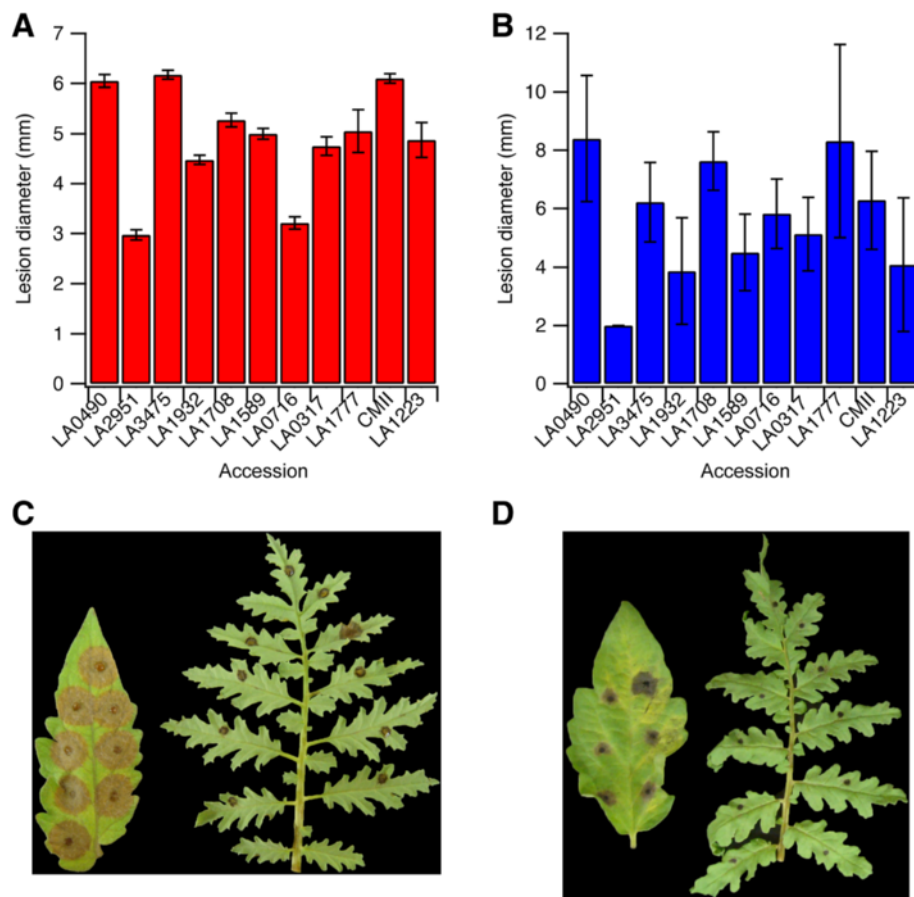 A
Lesion diameter (mm)
7
6
5
4
3
2
1
0
LA0490
LA2951
LA3475
LA1932
LA1708
LA1589
LA0716
LA0317
LA1777
CMII
LA1223
Accession
B
Lesion diameter (mm)
12
10
8
6
4
2
0
LA0490
LA2951
LA3475
LA1932
LA1708
LA1589
LA0716
LA0317
LA1777
CMII
LA1223
Accession
C
D